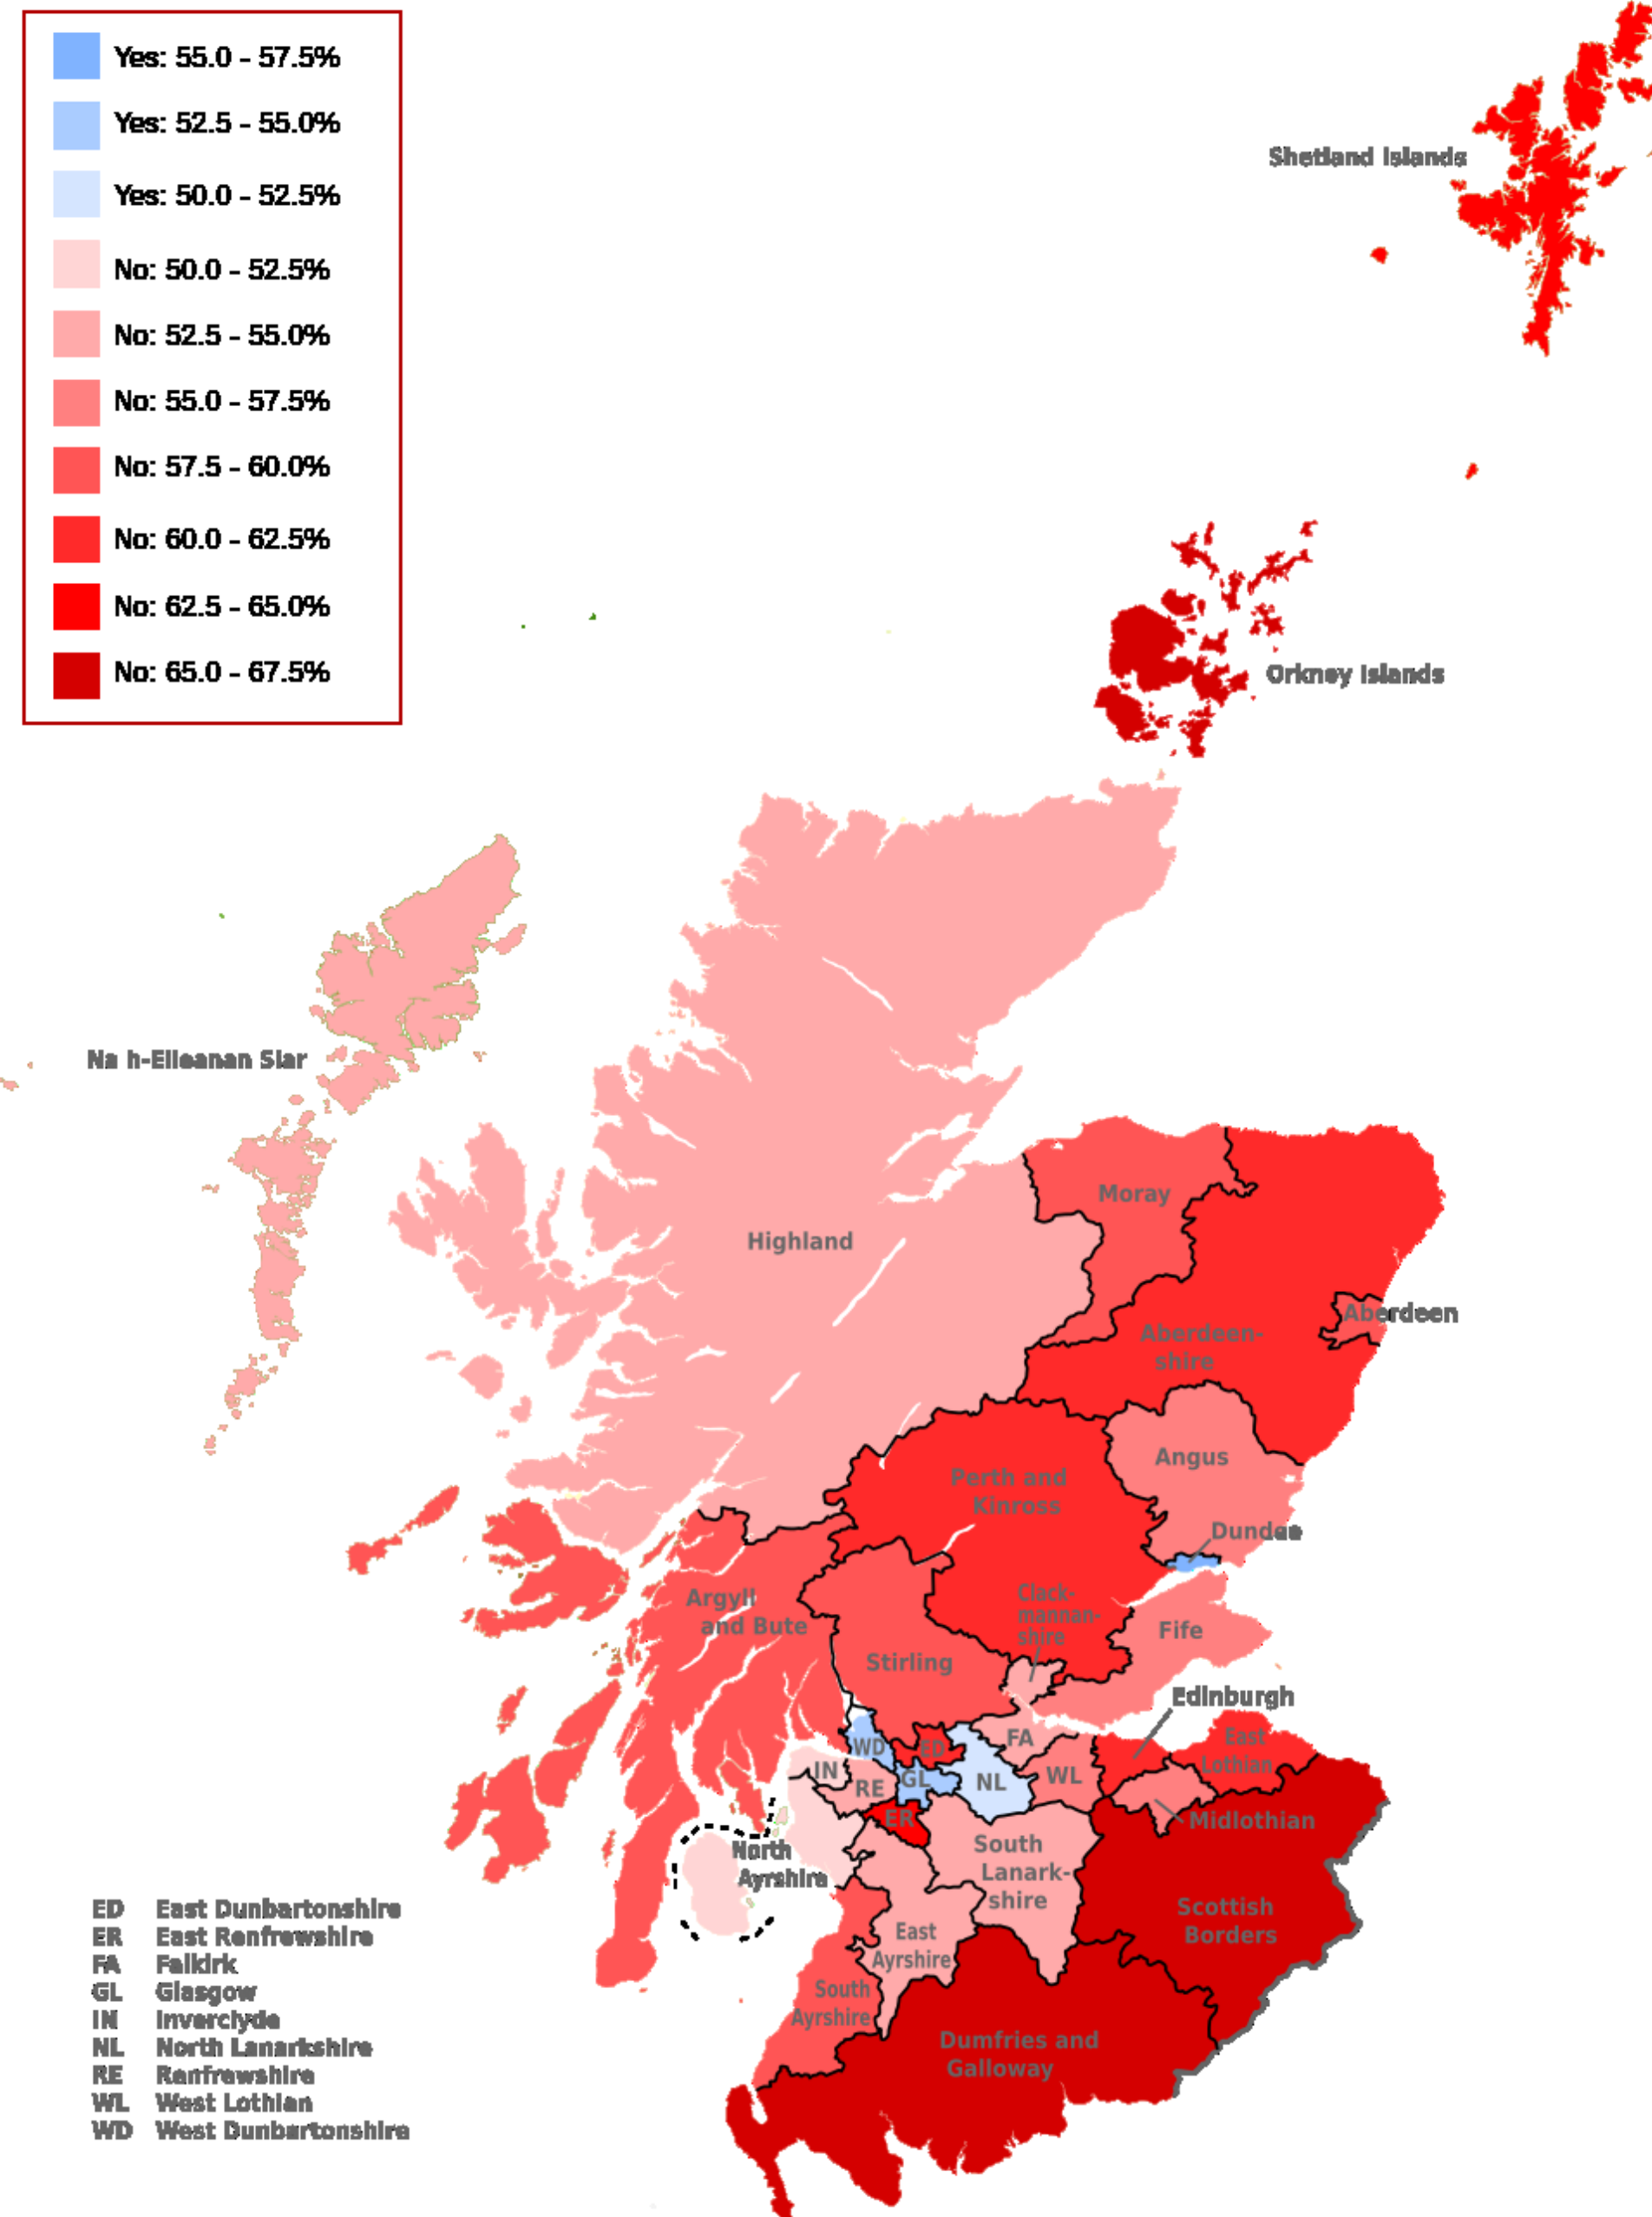 Yes: 55.0 - 57.5%
Yes: 52.5 - 55.0%
Yes: 50.0 - 52.5%
No: 50.0 - 52.5%
No: 52.5 - 55.0%
No: 55.0 - 57.5%
No: 57.5 - 60.0%
No: 60.0 - 62.5%
No: 62.5 - 65.0%
No: 65.0 - 67.5%
Shetland Islands
Orkney Islands
Na h-Eileanan Siar
Highland
Moray
Aberdeen-
shire
Aberdeen
Angus
Perth and
Kinross
Dundee
Argyll
and Bute
Clack-
mannan-
shire
Fife
Stirling
Edinburgh
East
Lothian
FA
WD
ED
IN
RE
GL
NL
WL
ER
Midlothian
North
Ayrshire
South
Lanark-
shire
Scottish
Borders
East
Ayrshire
South
Ayrshire
Dumfries and
Galloway
ED East Dunbartonshire
ER East Renfrewshire
FA Falkirk
GL Glasgow
IN Inverclyde
NL North Lanarkshire
RE Renfrewshire
WL West Lothian
WD West Dunbartonshire